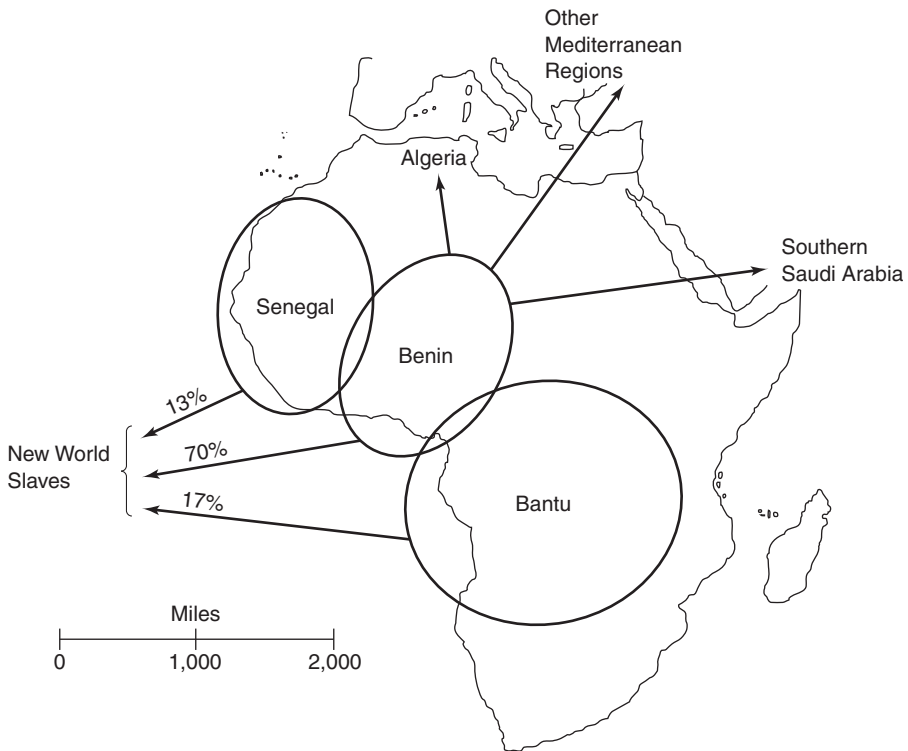 Other
Mediterranean
Regions
Algeria
Southern
Saudi Arabia
Senegal
Benin
13%
New World
Slaves
70%
17%
Bantu
Miles
0 1,000 2,000